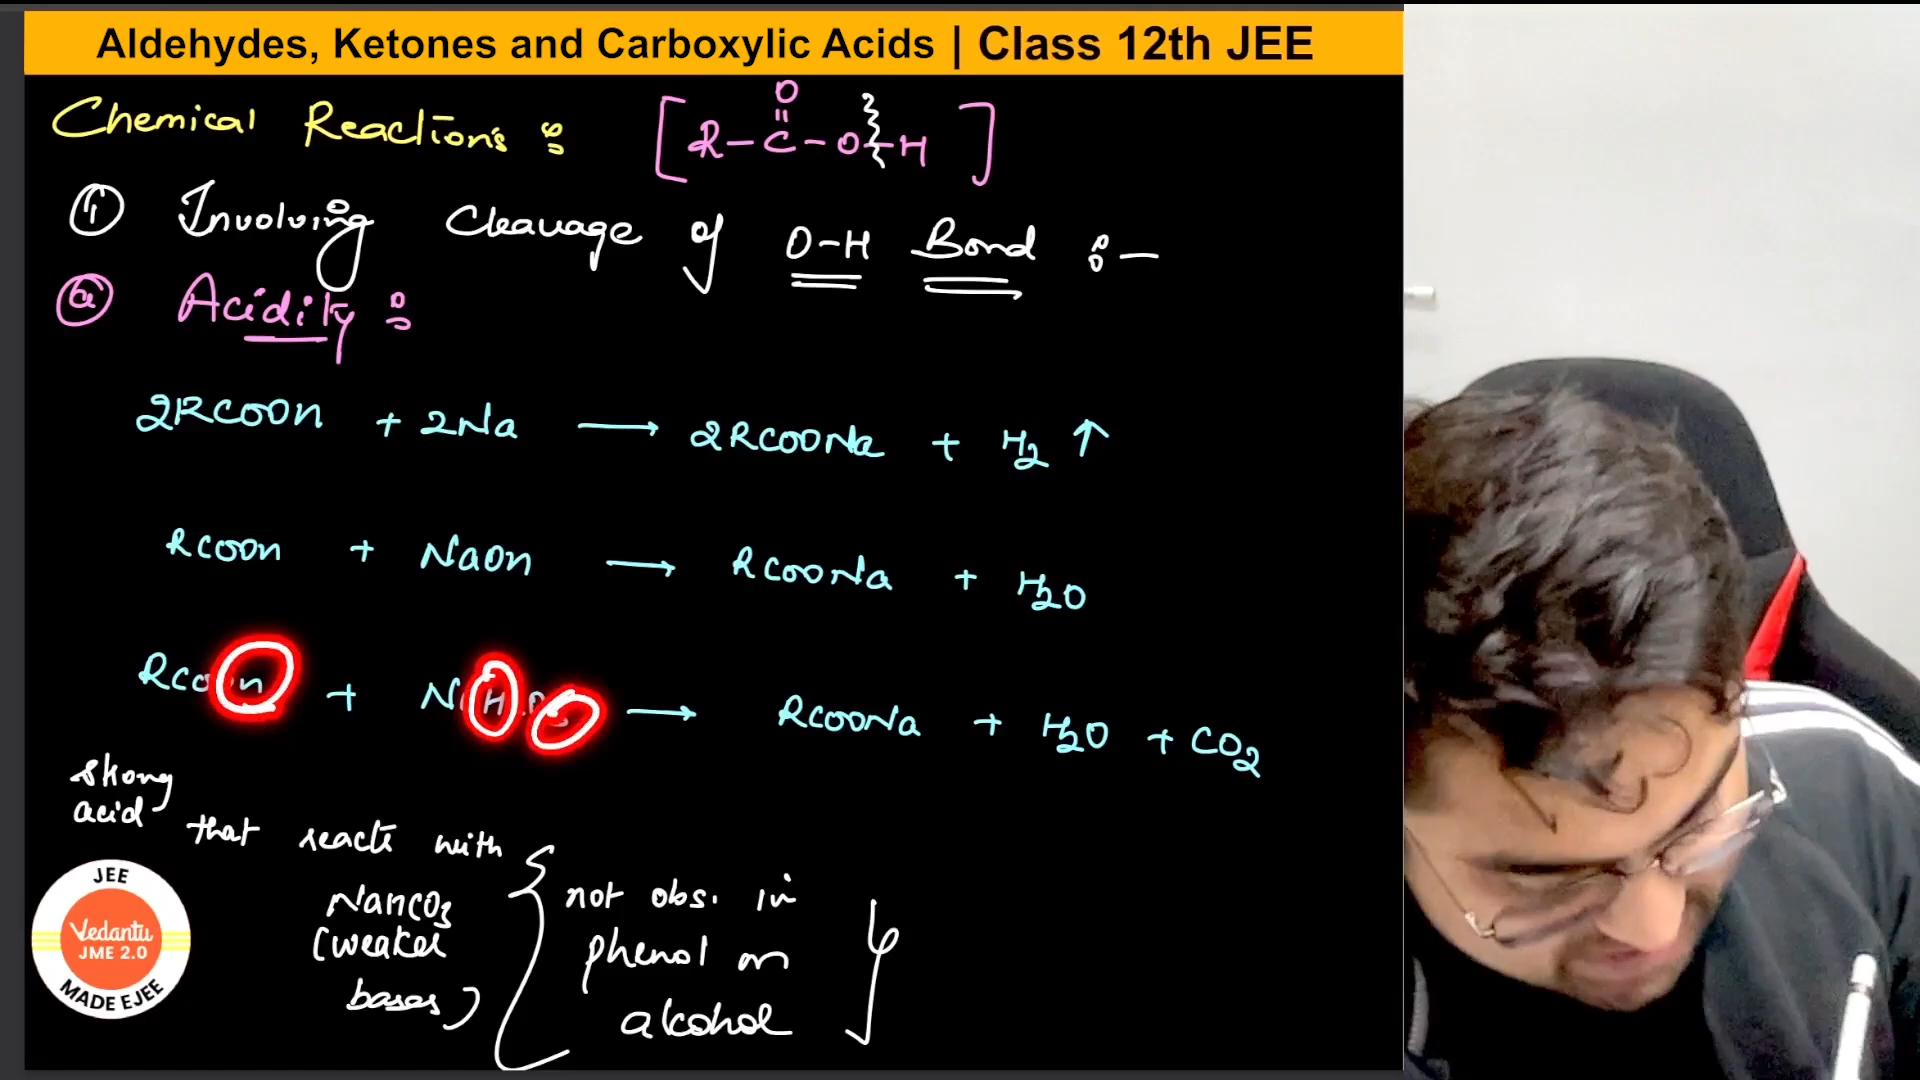 Aldehydes, Ketones and Carboxylic Acids | Class 12th JEE
Chemical Reactions : [R-C-O-H]
O
① Involving Cleavage of O-H Bond :-
ⓐ Acidity :
2RCOOH + 2Na ⟶ 2RCOONa + H₂ ↑
RCOOH + NaOH ⟶ RCOONa + H₂O
RCOOH + NaHCO₃ ⟶ RCOONa + H₂O + CO₂
strong
acid that reacts with
NaHCO₃
(weaker
bases)
{ not obs. in
phenol or
alcohol }
JEE
Vedantu
JME 2.0
MADE EJEE